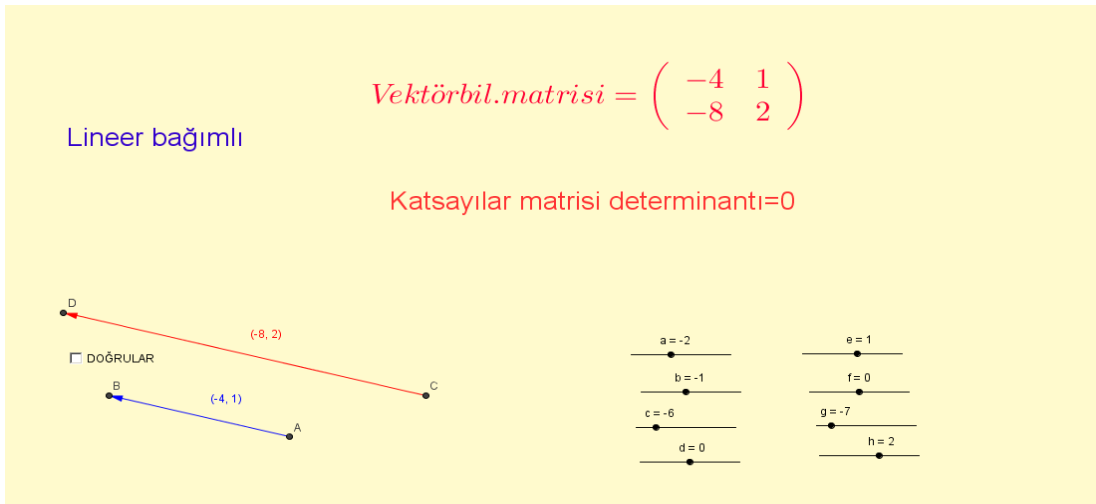 Vektörbil.matrisi = ( −4 1
−8 2 )
Lineer bağımlı
Katsayılar matrisi determinantı=0
D
(-8, 2)
DOĞRULAR
B
C
(-4, 1)
A
a = -2
e = 1
b = -1
f = 0
c = -6
g = -7
d = 0
h = 2